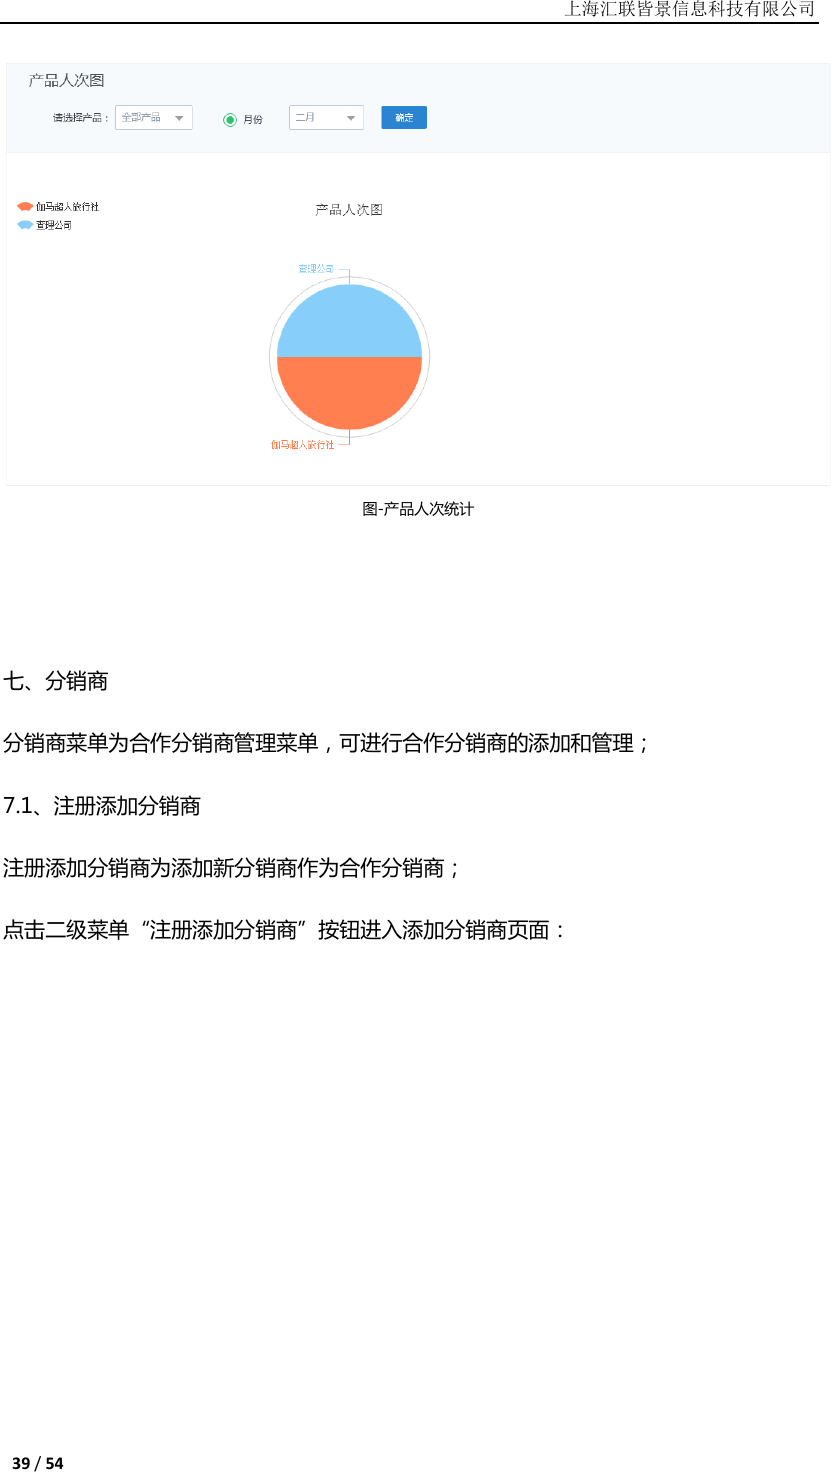 上海汇联皆景信息科技有限公司
产品人次图
请选择产品： 全部产品 月份 二月 确定
伽马超人旅行社
查理公司
产品人次图
查理公司
伽马超人旅行社
图-产品人次统计
七、分销商
分销商菜单为合作分销商管理菜单，可进行合作分销商的添加和管理；
7.1、注册添加分销商
注册添加分销商为添加新分销商作为合作分销商；
点击二级菜单“注册添加分销商”按钮进入添加分销商页面：
39 / 54